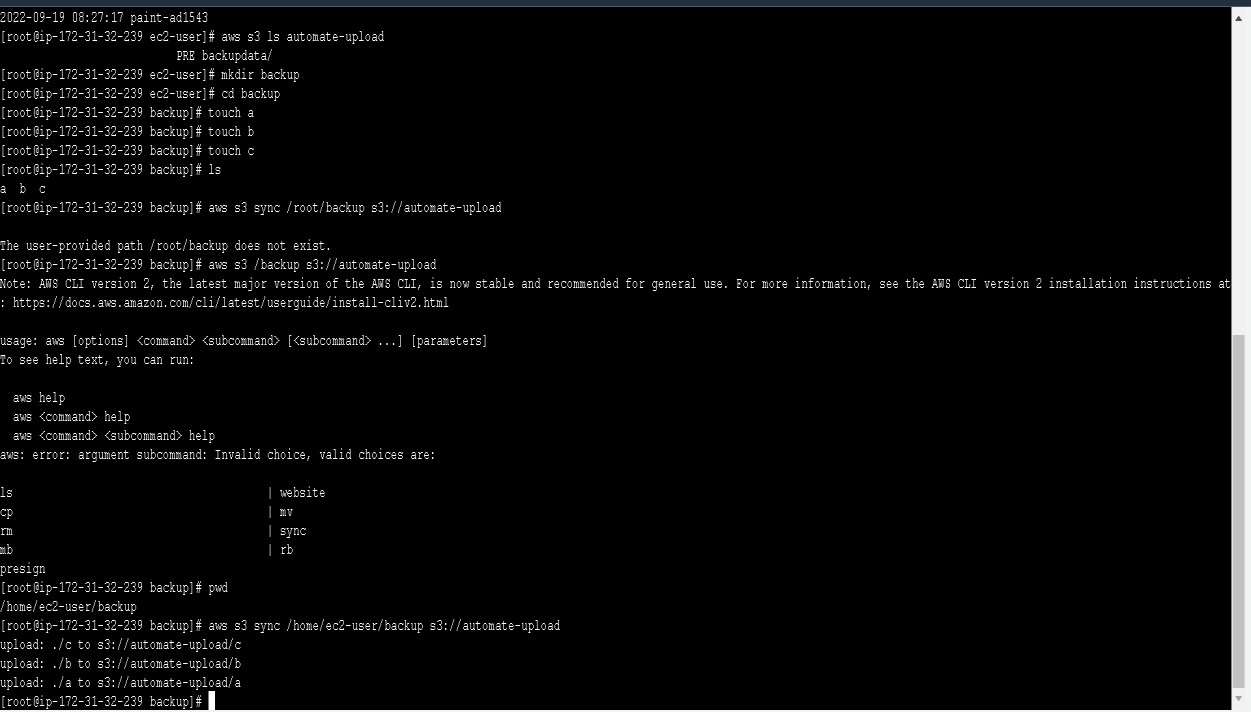 2022-09-19 08:27:17 paint-ad1543
[root@ip-172-31-32-239 ec2-user]# aws s3 ls automate-upload
PRE backupdata/
[root@ip-172-31-32-239 ec2-user]# mkdir backup
[root@ip-172-31-32-239 ec2-user]# cd backup
[root@ip-172-31-32-239 backup]# touch a
[root@ip-172-31-32-239 backup]# touch b
[root@ip-172-31-32-239 backup]# touch c
[root@ip-172-31-32-239 backup]# ls
a  b  c
[root@ip-172-31-32-239 backup]# aws s3 sync /root/backup s3://automate-upload
The user-provided path /root/backup does not exist.
[root@ip-172-31-32-239 backup]# aws s3 /backup s3://automate-upload
Note: AWS CLI version 2, the latest major version of the AWS CLI, is now stable and recommended for general use. For more information, see the AWS CLI version 2 installation instructions at
: https://docs.aws.amazon.com/cli/latest/userguide/install-cliv2.html
usage: aws [options] <command> <subcommand> [<subcommand> ...] [parameters]
To see help text, you can run:
aws help
aws <command> help
aws <command> <subcommand> help
aws: error: argument subcommand: Invalid choice, valid choices are:
ls | website
cp | mv
rm | sync
mb | rb
presign
[root@ip-172-31-32-239 backup]# pwd
/home/ec2-user/backup
[root@ip-172-31-32-239 backup]# aws s3 sync /home/ec2-user/backup s3://automate-upload
upload: ./c to s3://automate-upload/c
upload: ./b to s3://automate-upload/b
upload: ./a to s3://automate-upload/a
[root@ip-172-31-32-239 backup]#